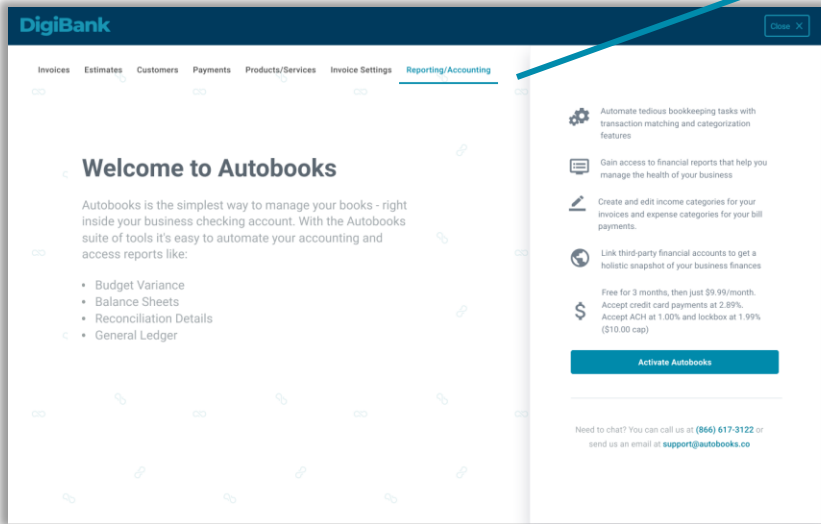 DigiBank
Close X
Invoices Estimates Customers Payments Products/Services Invoice Settings Reporting/Accounting
Welcome to Autobooks
Autobooks is the simplest way to manage your books - right
inside your business checking account. With the Autobooks
suite of tools it's easy to automate your accounting and
access reports like:
• Budget Variance
• Balance Sheets
• Reconciliation Details
• General Ledger
Automate tedious bookkeeping tasks with
transaction matching and categorization
features
Gain access to financial reports that help you
manage the health of your business
Create and edit income categories for your
invoices and expense categories for your bill
payments.
Link third-party financial accounts to get a
holistic snapshot of your business finances
$
Free for 3 months, then just $9.99/month.
Accept credit card payments at 2.89%.
Accept ACH at 1.00% and lockbox at 1.99%
($10.00 cap)
Activate Autobooks
Need to chat? You can call us at (866) 617-3122 or
send us an email at support@autobooks.co